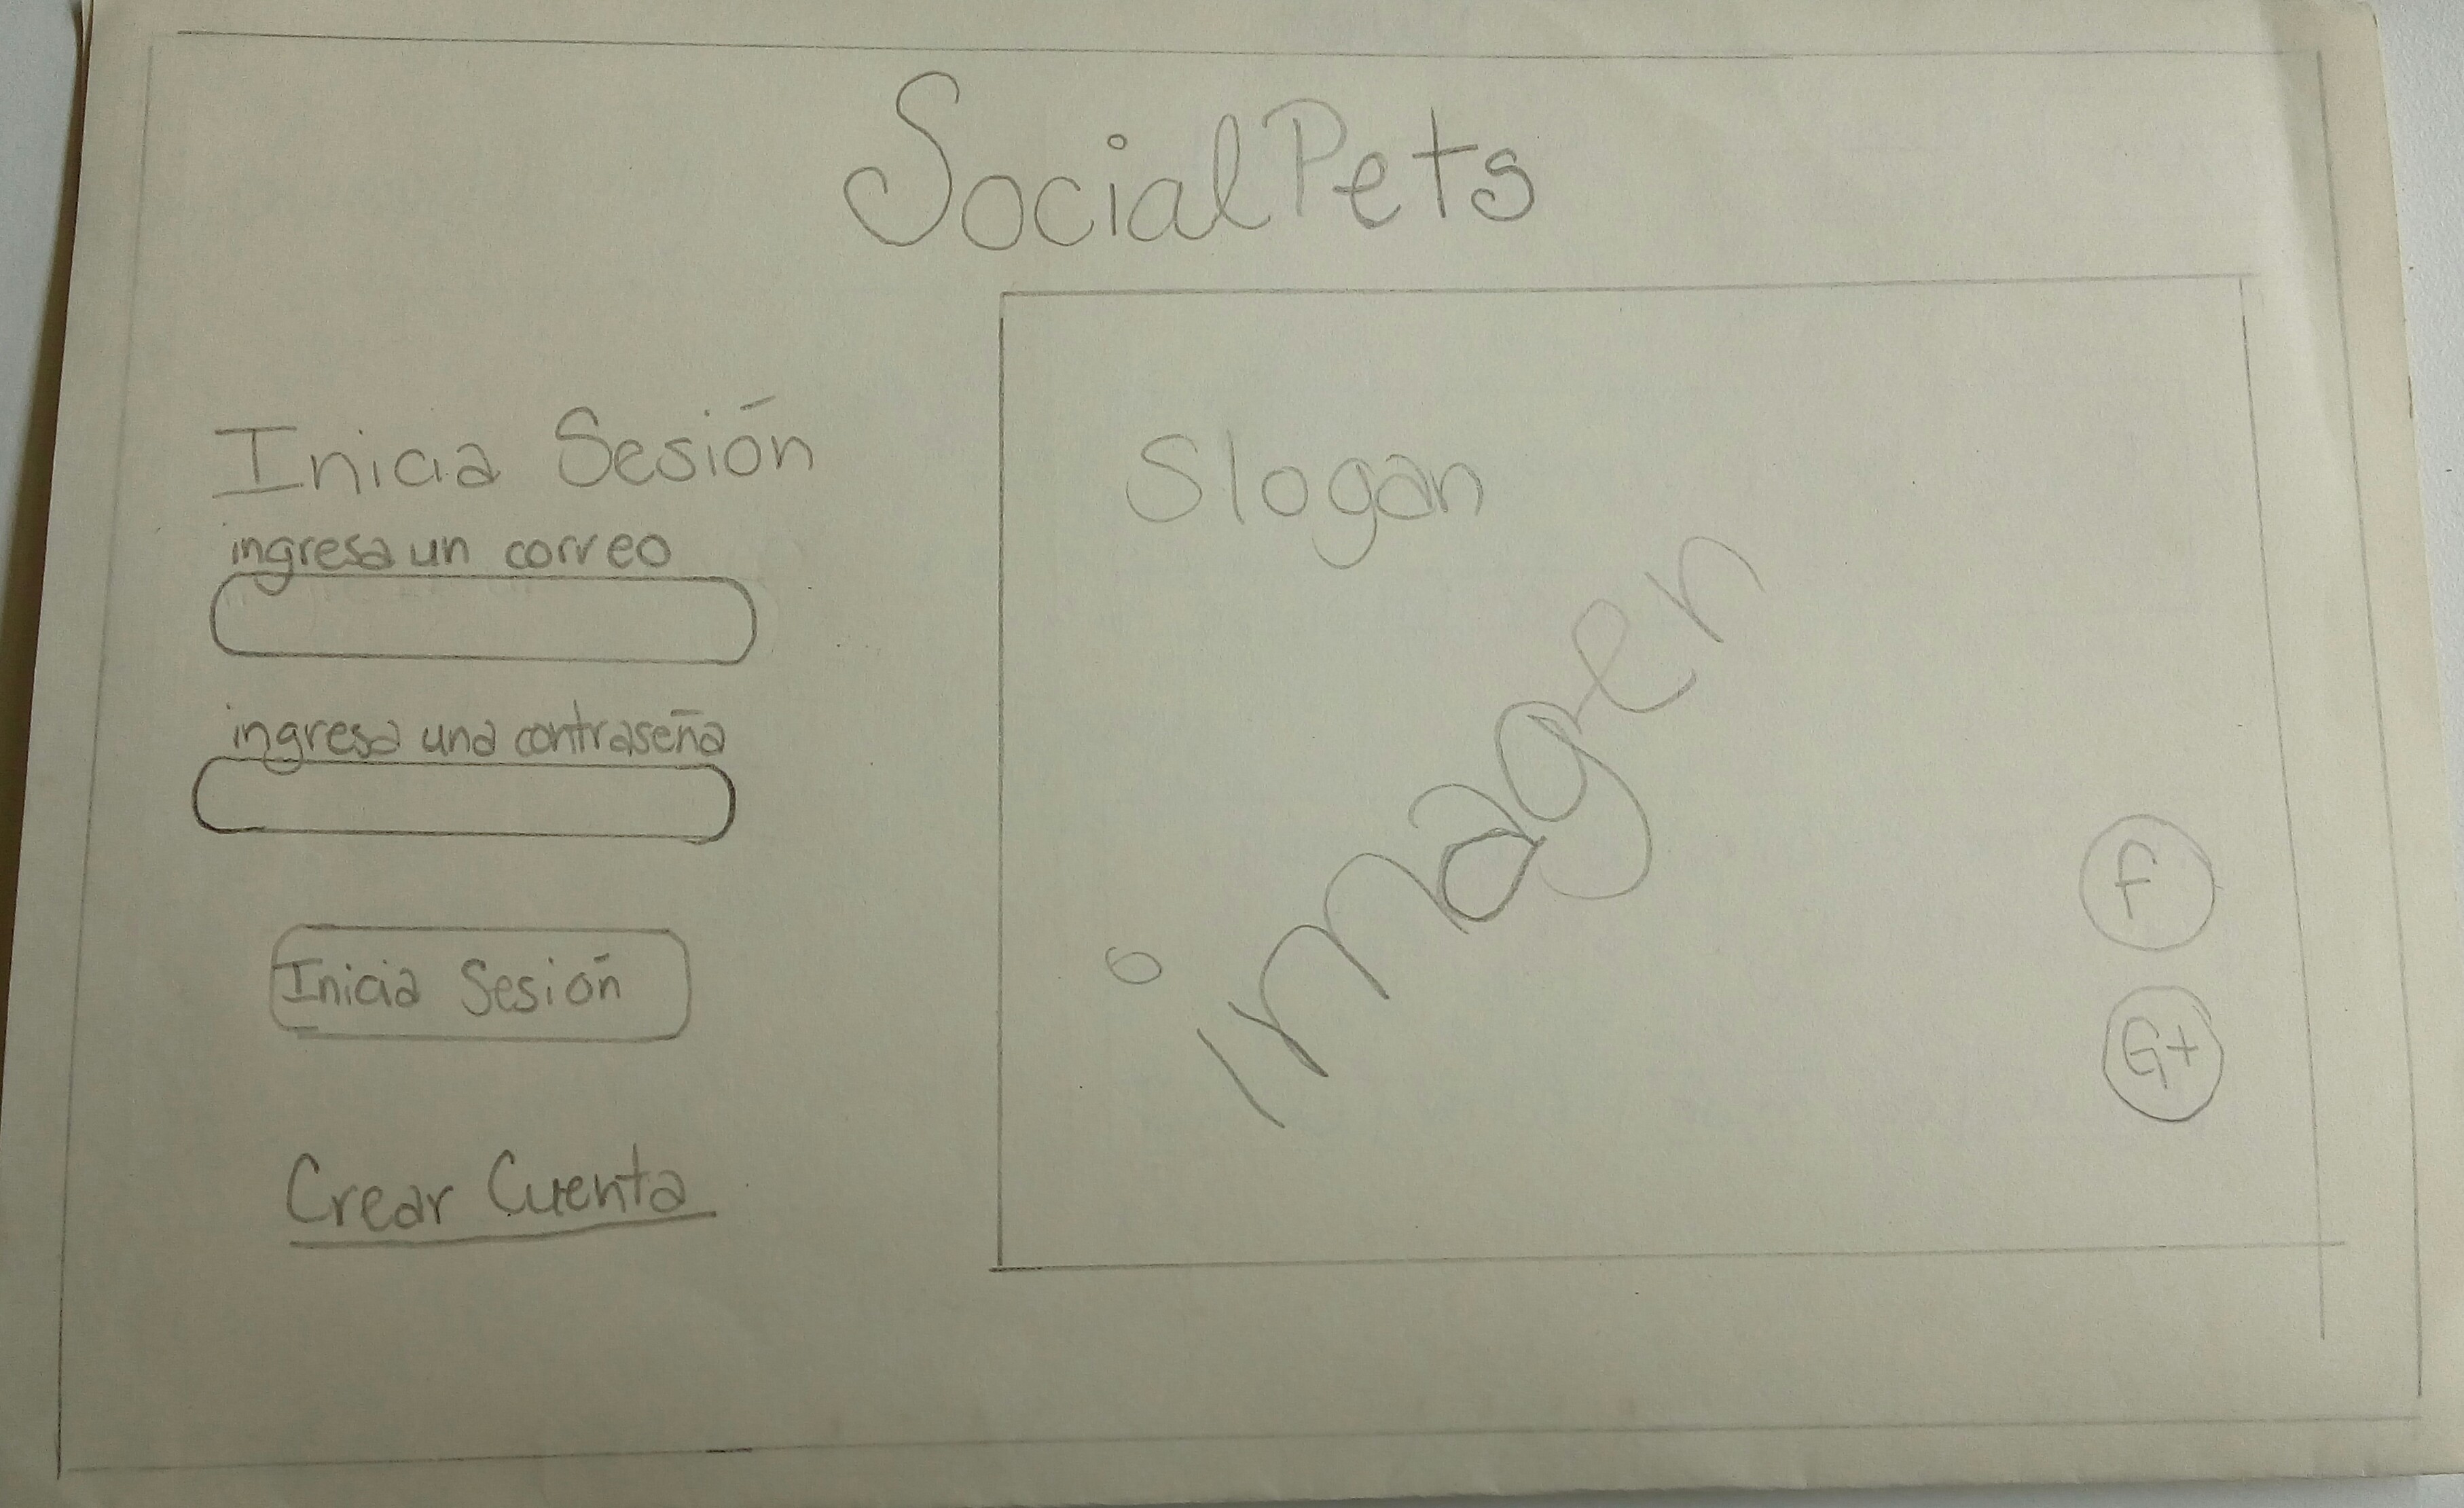 SocialPets
Inicia Sesión
ingresa un correo
ingresa una contraseña
Inicia Sesión
Crear Cuenta
Slogan
imagen
F
G+